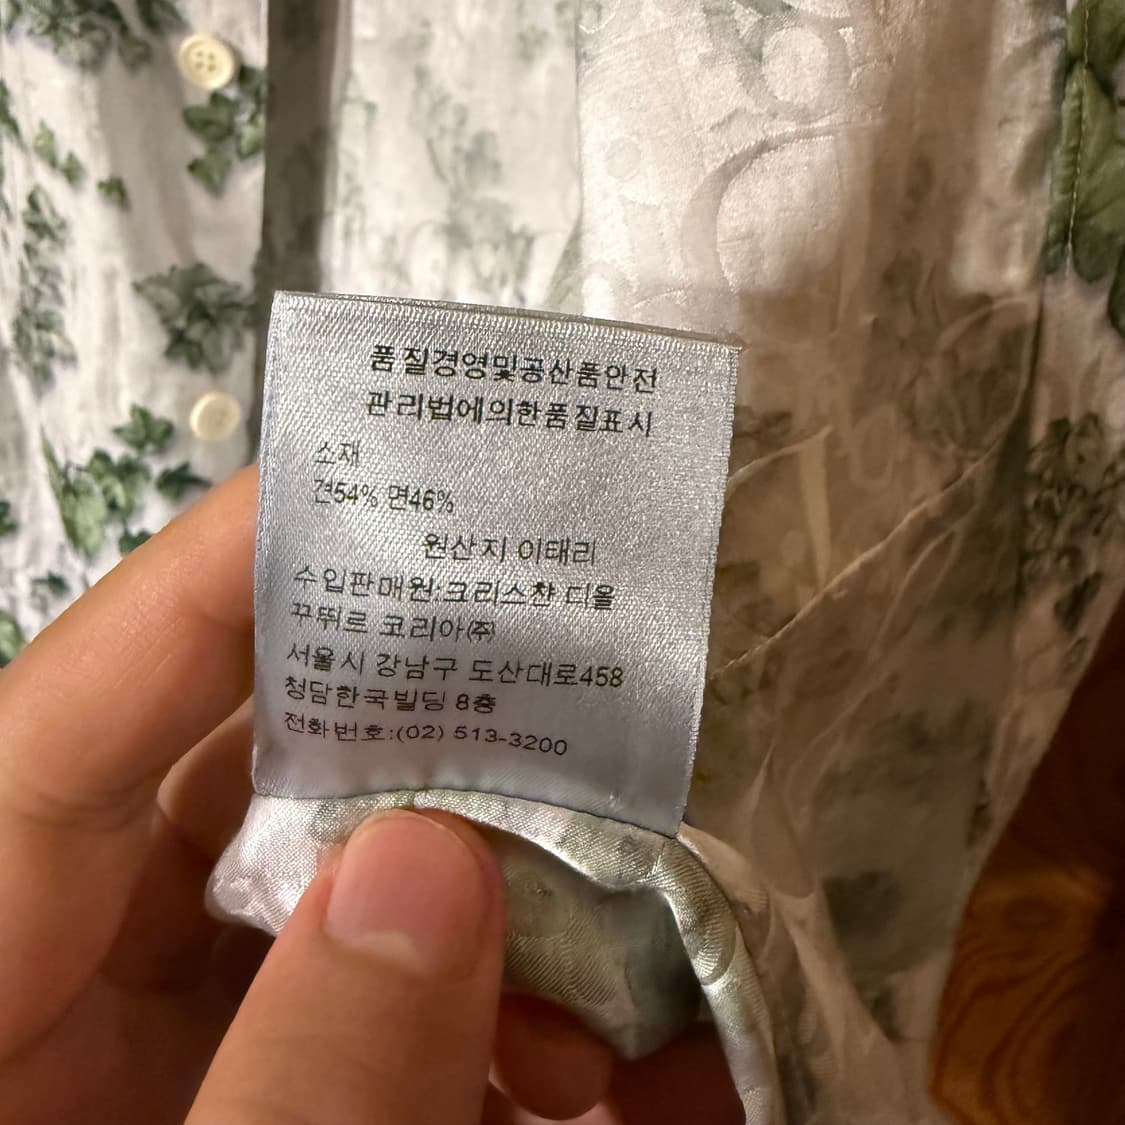 품질경영및공산품안전
관리법에의한품질표시
소재
견54% 면46%
원산지 이태리
수입판매원:크리스챤 디올
꾸뛰르 코리아(주)
서울시 강남구 도산대로458
청담한국빌딩 8층
전화번호:(02) 513-3200